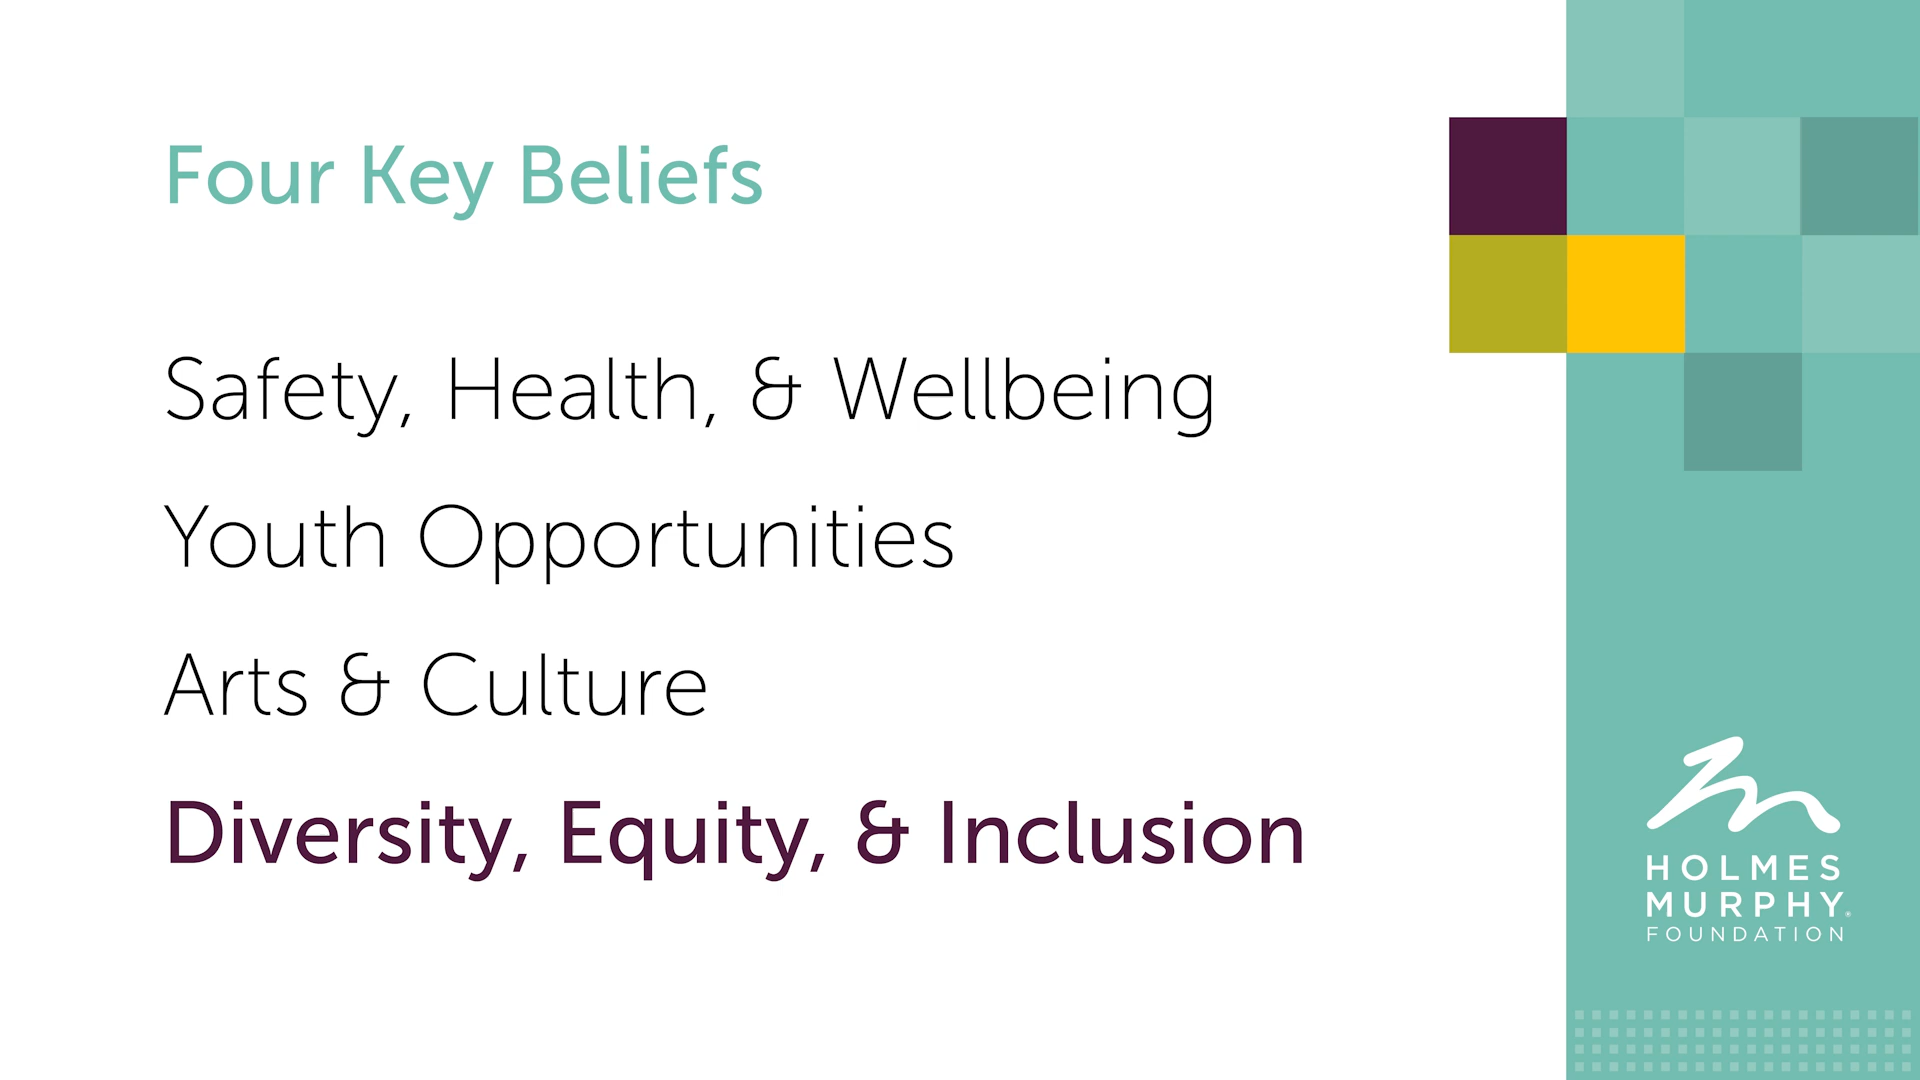 Four Key Beliefs
Safety, Health, & Wellbeing
Youth Opportunities
Arts & Culture
Diversity, Equity, & Inclusion
HOLMES
MURPHY®
FOUNDATION